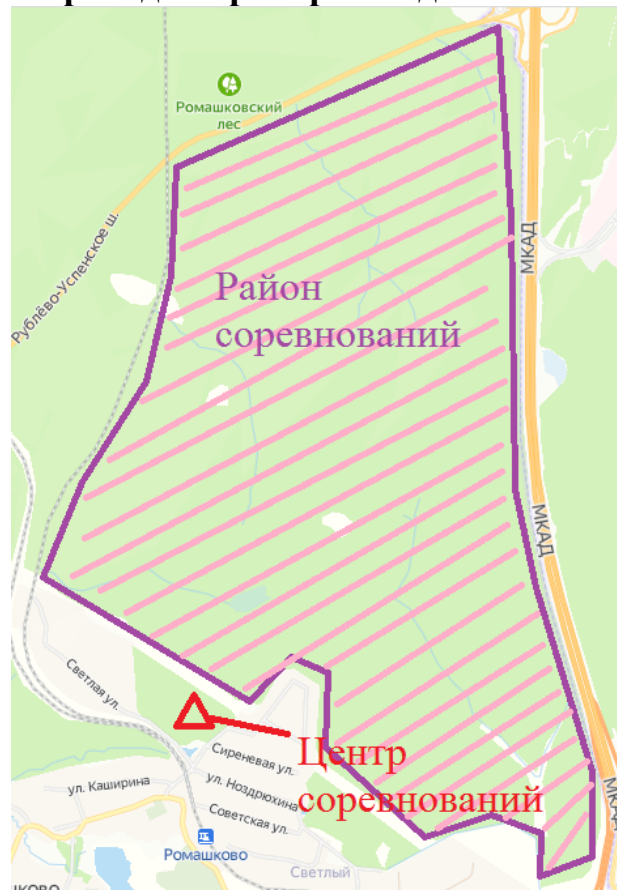 Ромашковский
лес
МКАД
Рублёво-Успенское ш.
Район
соревнований
МКАД
Светлая ул.
Центр
соревнований
Сиреневая ул.
ул. Каширина
ул. Ноздрюхина
Советская ул.
МКАД
Ромашково
Светлый